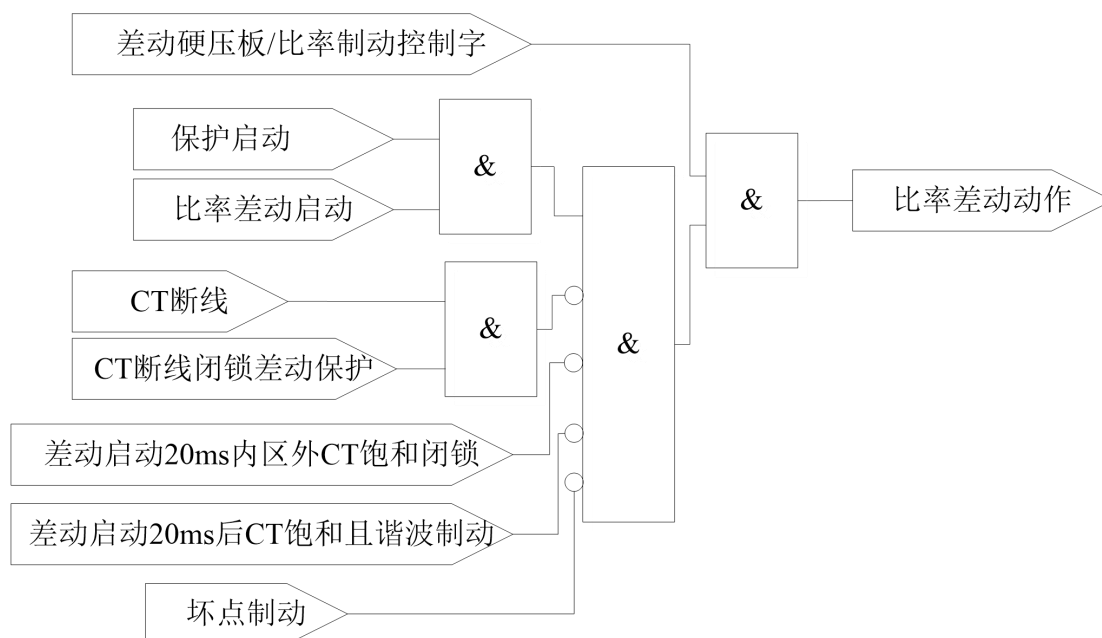 差动硬压板/比率制动控制字
保护启动
&
比率差动启动
&
比率差动动作
CT断线
&
&
CT断线闭锁差动保护
差动启动20ms内区外CT饱和闭锁
差动启动20ms后CT饱和且谐波制动
坏点制动